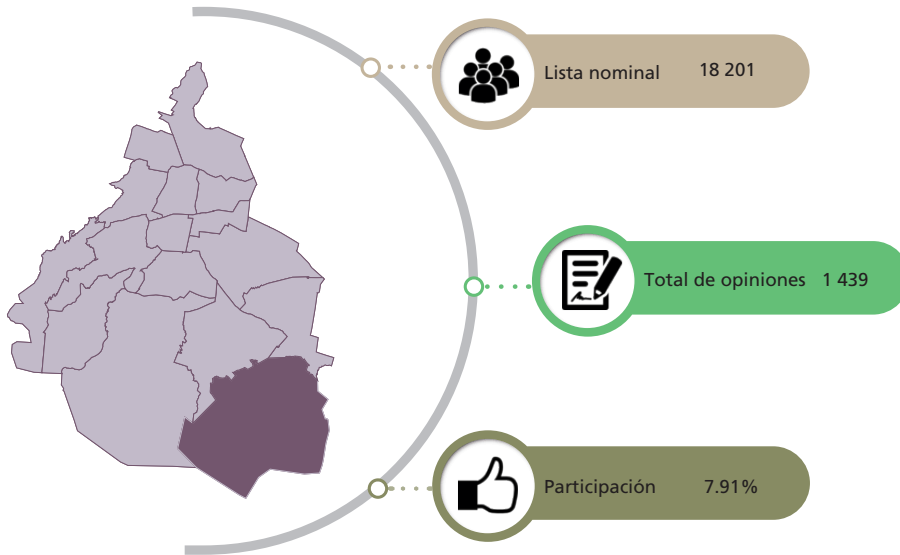 Lista nominal 18 201
Total de opiniones 1 439
Participación 7.91%